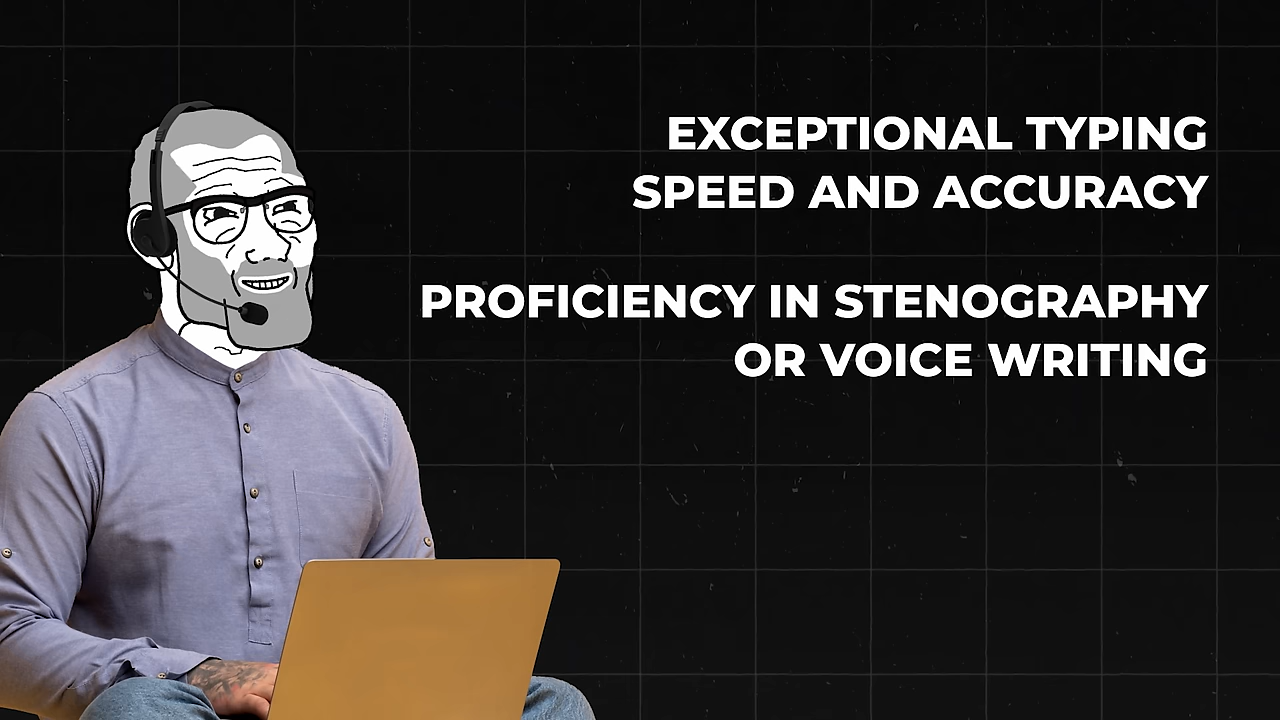 EXCEPTIONAL TYPING
SPEED AND ACCURACY
PROFICIENCY IN STENOGRAPHY
OR VOICE WRITING